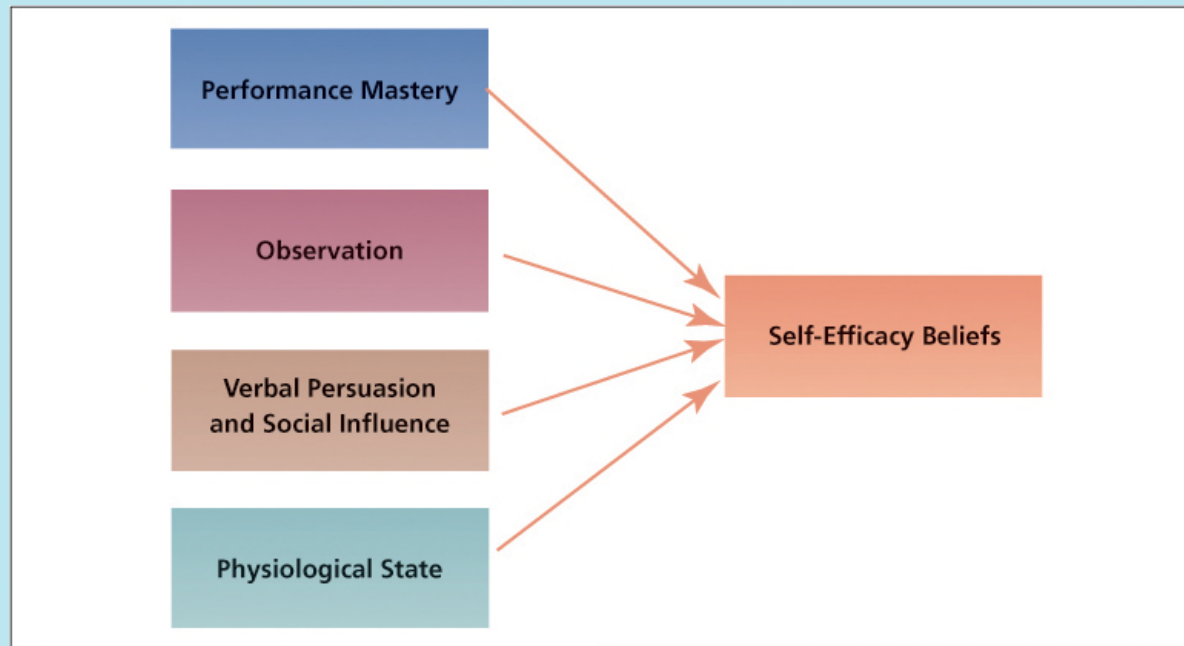 Performance Mastery
Observation
Verbal Persuasion
and Social Influence
Physiological State
Self-Efficacy Beliefs